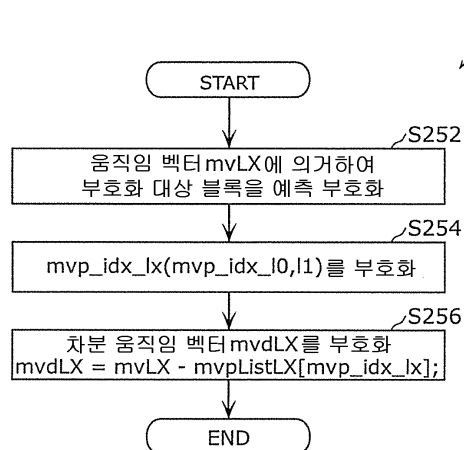 START
S252
움직임 벡터mvLX에 의거하여
부호화 대상 블록을 예측 부호화
S254
mvp_idx_lx(mvp_idx_l0,l1)를 부호화
S256
차분 움직임 벡터mvdLX를 부호화
mvdLX = mvLX - mvpListLX[mvp_idx_lx];
END